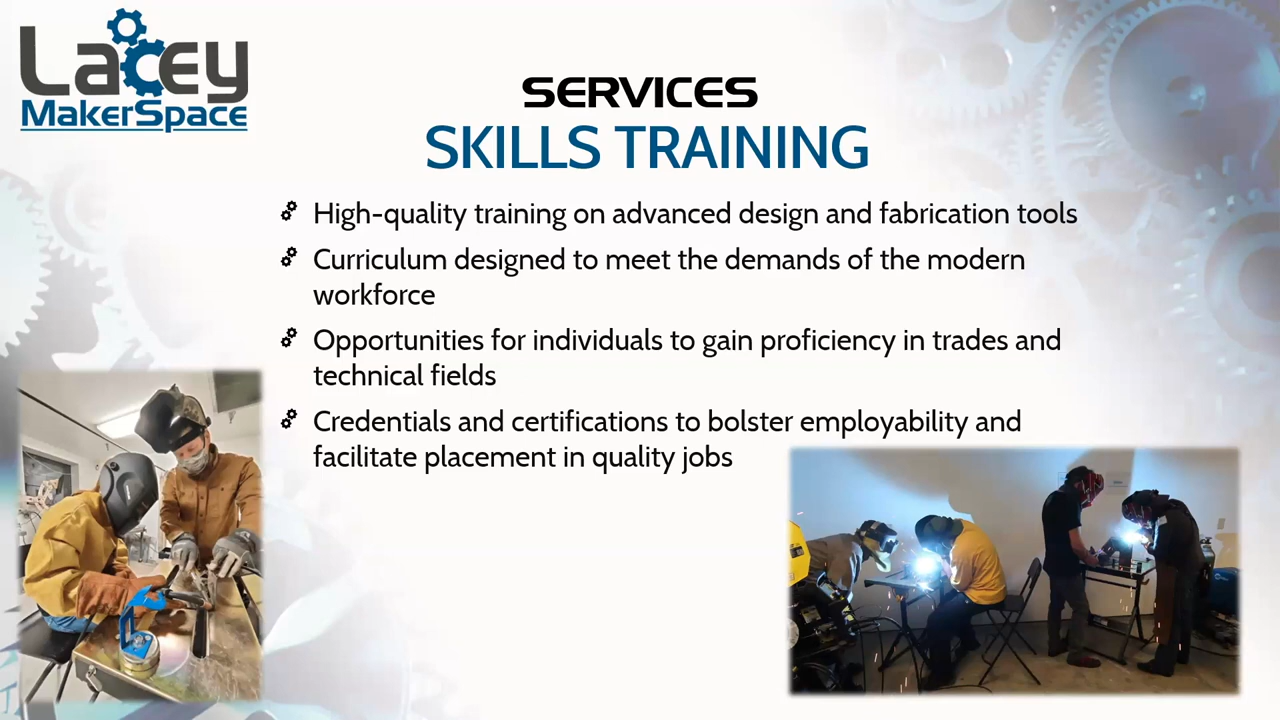 Lacey
MakerSpace
SERVICES
SKILLS TRAINING
High-quality training on advanced design and fabrication tools
Curriculum designed to meet the demands of the modern
workforce
Opportunities for individuals to gain proficiency in trades and
technical fields
Credentials and certifications to bolster employability and
facilitate placement in quality jobs